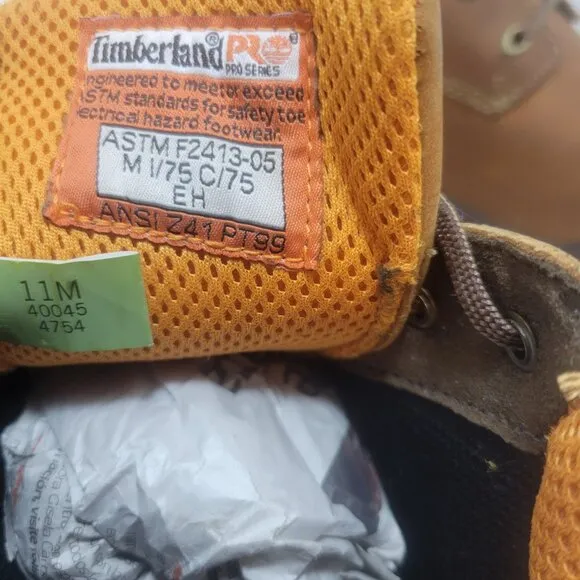 Timberland® PRO®
PRO SERIES
ngineered to meet or exceed
ASTM standards for safety toe
ectrical hazard footwear.
ASTM F2413-05
M I/75 C/75
EH
ANSI Z41 PT99
11M
40045
4754